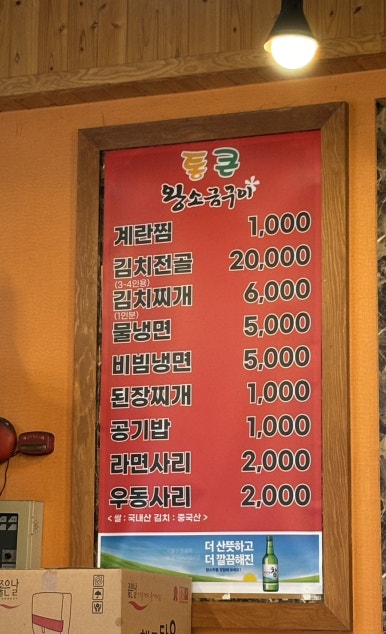 통큰
왕소금구이
계란찜 1,000
김치전골 20,000
(3-4인용)
김치찌개 6,000
(1인분)
물냉면 5,000
비빔냉면 5,000
된장찌개 1,000
공기밥 1,000
라면사리 2,000
우동사리 2,000
< 쌀 : 국내산 김치 : 중국산 >
더 산뜻하고
더 깔끔해진